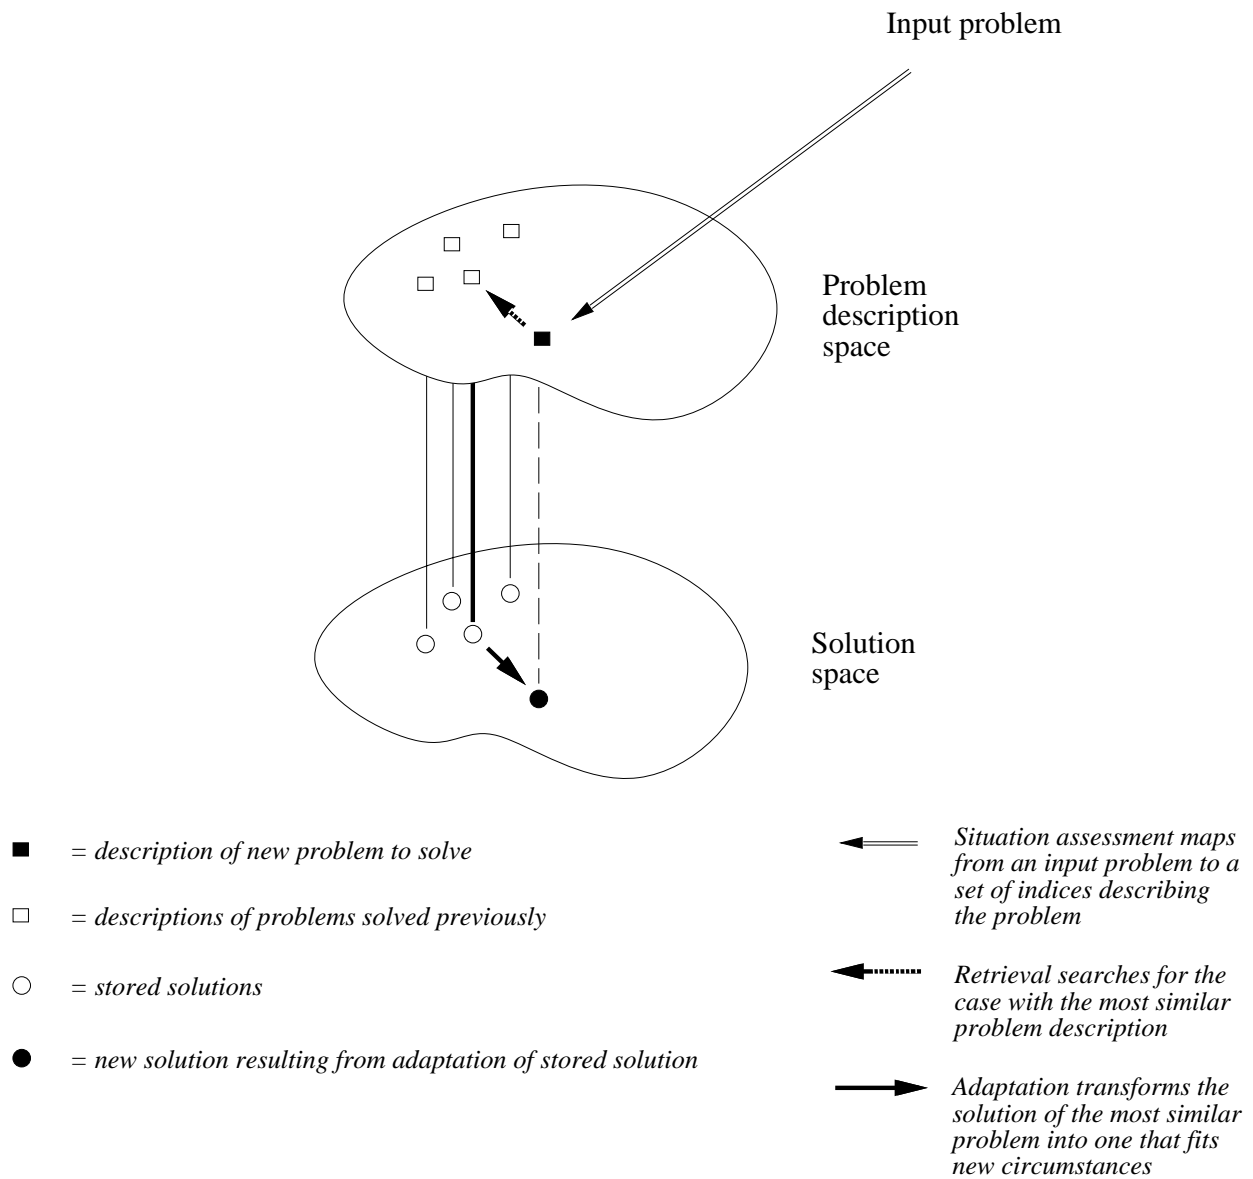 Input problem
Problem
description
space
Solution
space
= description of new problem to solve
= descriptions of problems solved previously
= stored solutions
= new solution resulting from adaptation of stored solution
Situation assessment maps
from an input problem to a
set of indices describing
the problem
Retrieval searches for the
case with the most similar
problem description
Adaptation transforms the
solution of the most similar
problem into one that fits
new circumstances